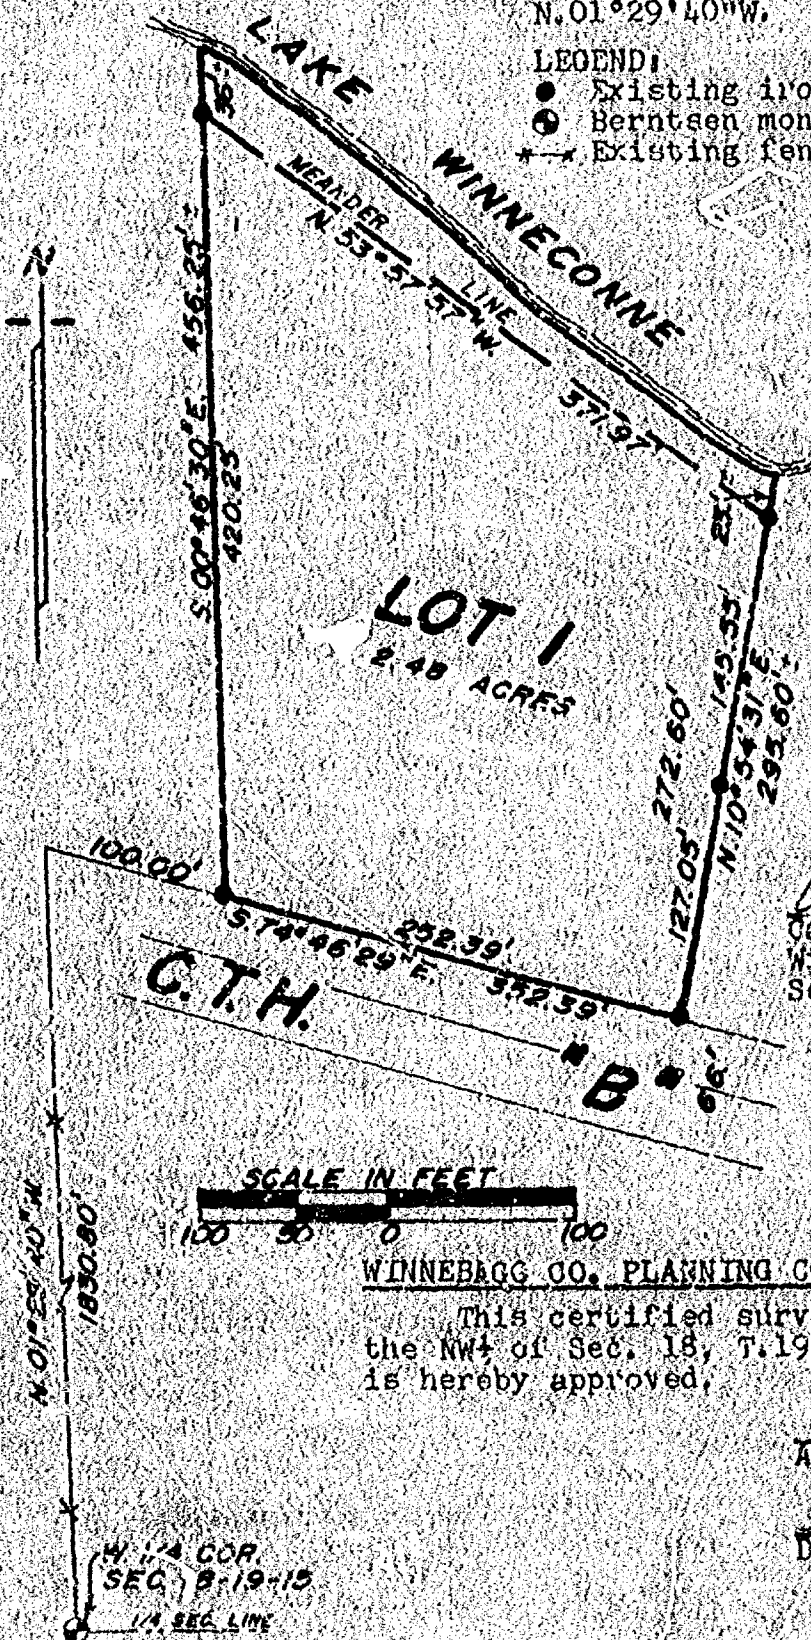 N.01°29'40"W.
LEGEND:
Existing iro
Berntsen mon
Existing fen
LAKE WINNECONNE
36'±
MEANDER LINE
N. 53°57'57" W. 371.97'
N
S. 00°46'30" E. 456.25'±
420.25
23'±
LOT 1
2.48 ACRES
145.55'
272.60'
N. 10°54'31" E.
295.60'±
127.05'
100.00'
252.39'
S. 74°46'29" E. 352.39'
C.T.H. "B"
66'
SCALE IN FEET
100 50 0 100
N. 01°29'40" W.
1830.80'
WINNEBAGO CO. PLANNING C
This certified surv
the NW¼ of Sec. 18, T.19
is hereby approved.
A
D
W 1/4 COR.
SEC. 8-19-15
1/4 SEC. LINE